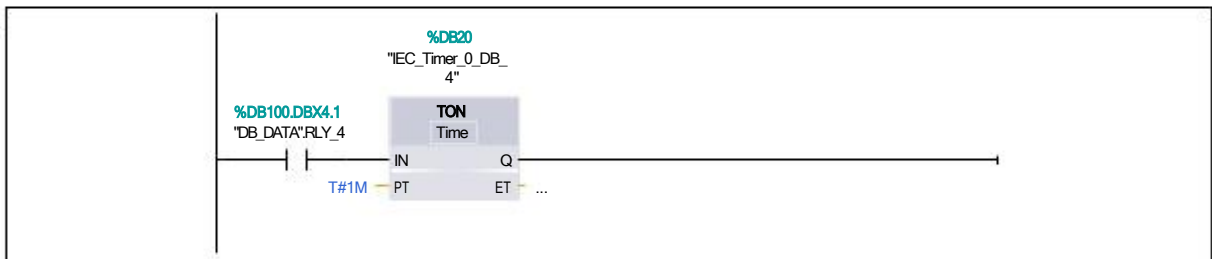 %DB20
"IEC_Timer_0_DB_
4"
%DB100.DBX4.1
"DB_DATA".RLY_4
TON
Time
IN
Q
T#1M
PT
ET
...